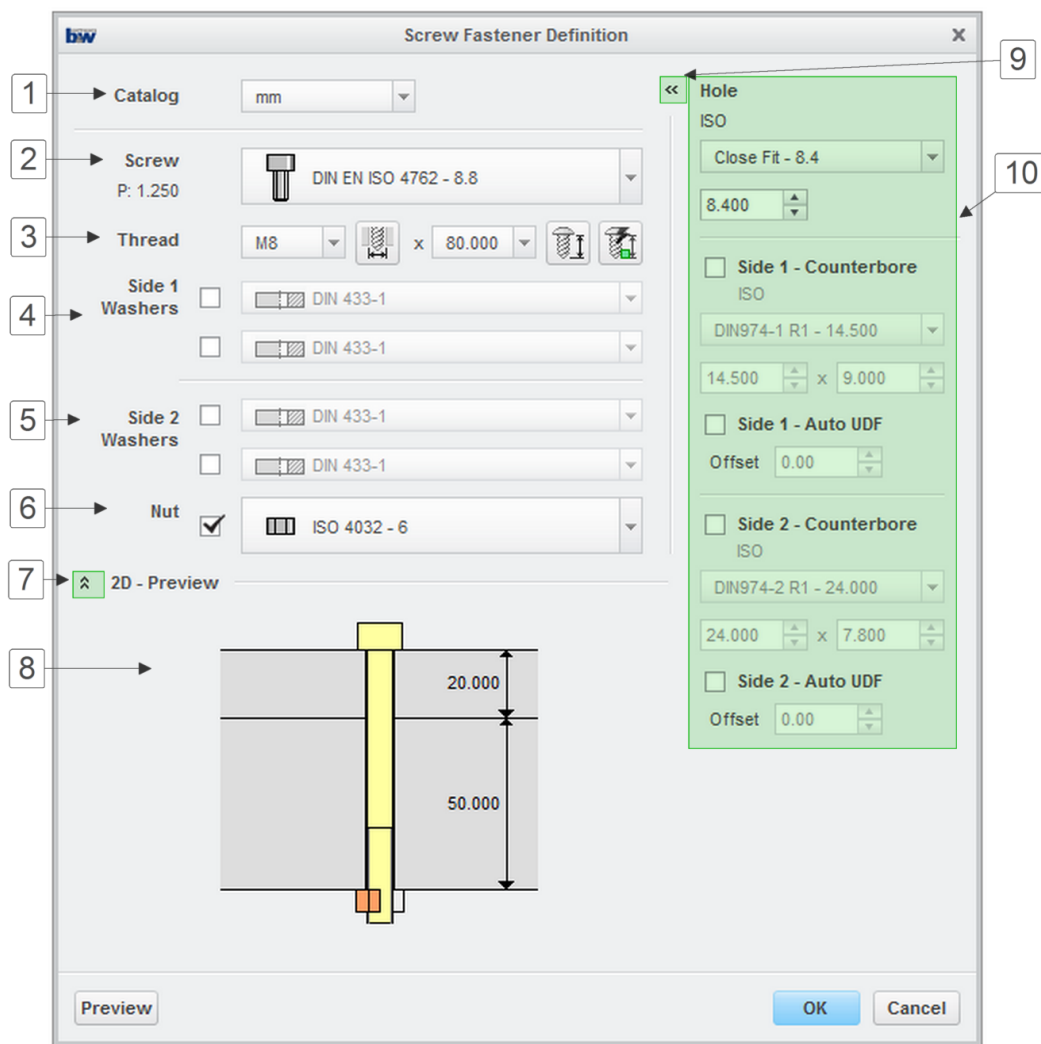 bw
Screw Fastener Definition
x
9
1
Catalog
mm
«
Hole
ISO
2
Screw
P: 1.250
DIN EN ISO 4762 - 8.8
Close Fit - 8.4
10
8.400
3
Thread
M8
x
80.000
4
Side 1
Washers
DIN 433-1
DIN 433-1
Side 1 - Counterbore
ISO
DIN974-1 R1 - 14.500
14.500 x 9.000
5
Side 2
Washers
DIN 433-1
DIN 433-1
Side 1 - Auto UDF
Offset 0.00
6
Nut
ISO 4032 - 6
Side 2 - Counterbore
ISO
DIN974-2 R1 - 24.000
24.000 x 7.800
Side 2 - Auto UDF
Offset 0.00
7
2D - Preview
8
20.000
50.000
Preview
OK
Cancel